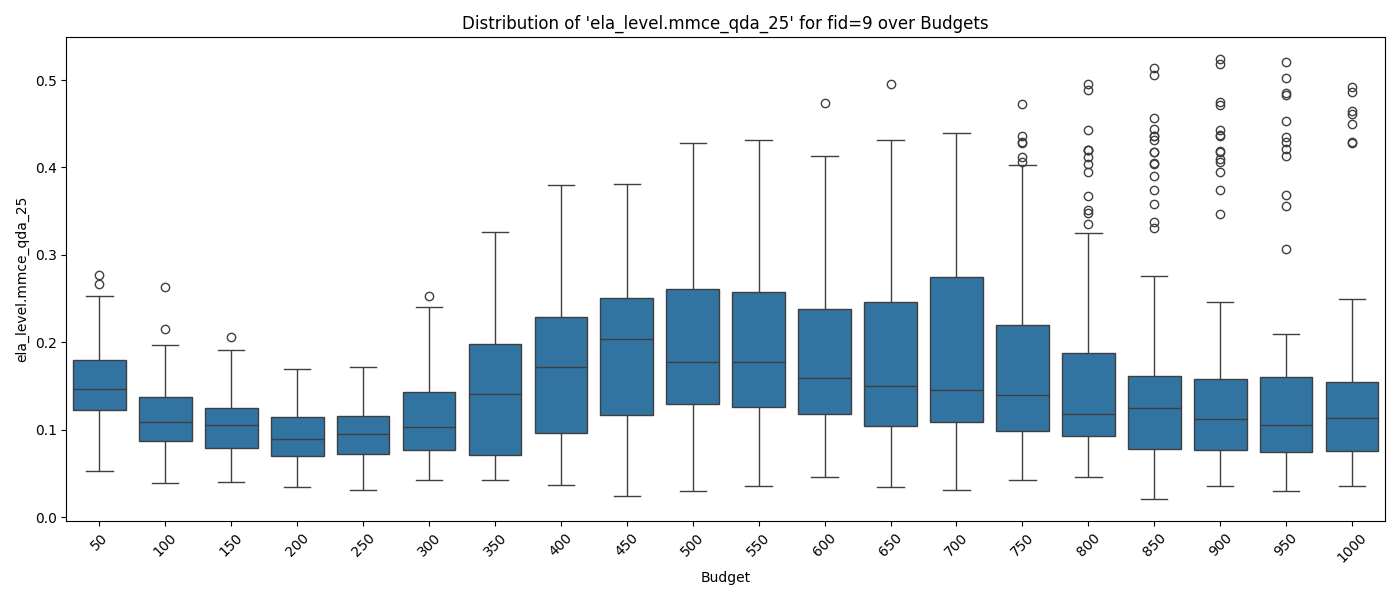 Distribution of 'ela_level.mmce_qda_25' for fid=9 over Budgets
ela_level.mmce_qda_25
0.5
0.4
0.3
0.2
0.1
0.0
50 100 150 200 250 300 350 400 450 500 550 600 650 700 750 800 850 900 950 1000
Budget